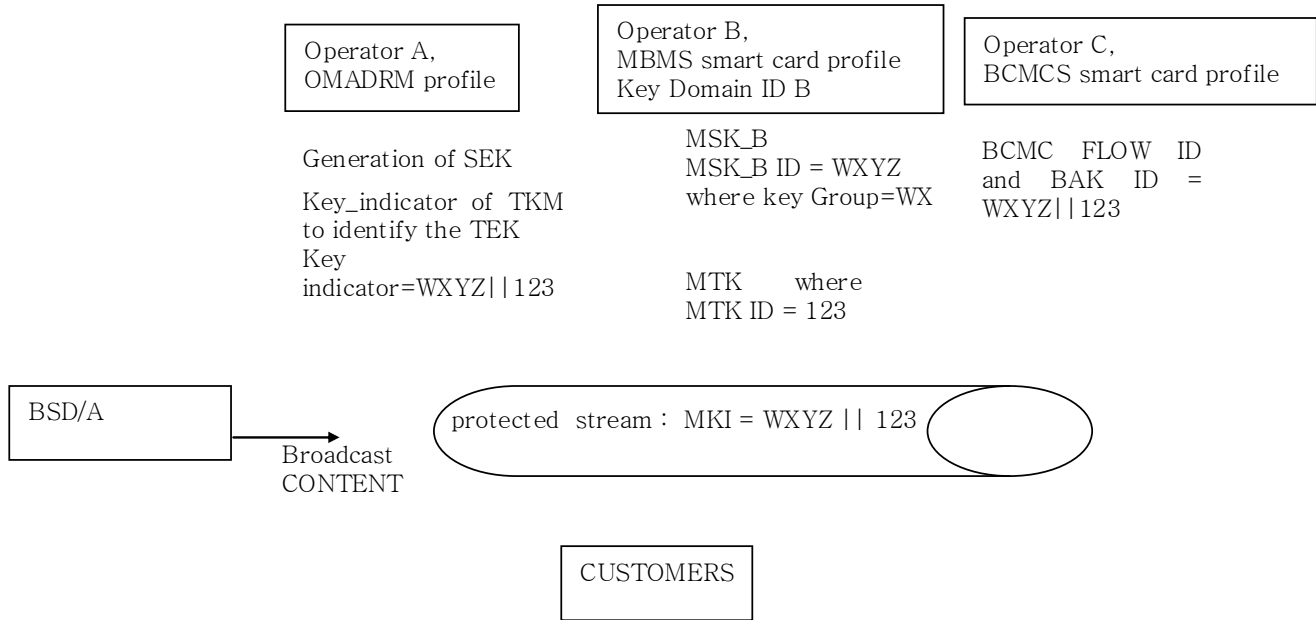 Operator A,
OMADRM profile
Operator B,
MBMS smart card profile
Key Domain ID B
Operator C,
BCMCS smart card profile
Generation of SEK
Key_indicator of TKM
to identify the TEK
Key
indicator=WXYZ||123
MSK_B
MSK_B ID = WXYZ
where key Group=WX
MTK where
MTK ID = 123
BCMC FLOW ID
and BAK ID =
WXYZ||123
BSD/A
Broadcast
CONTENT
protected stream : MKI = WXYZ || 123
CUSTOMERS